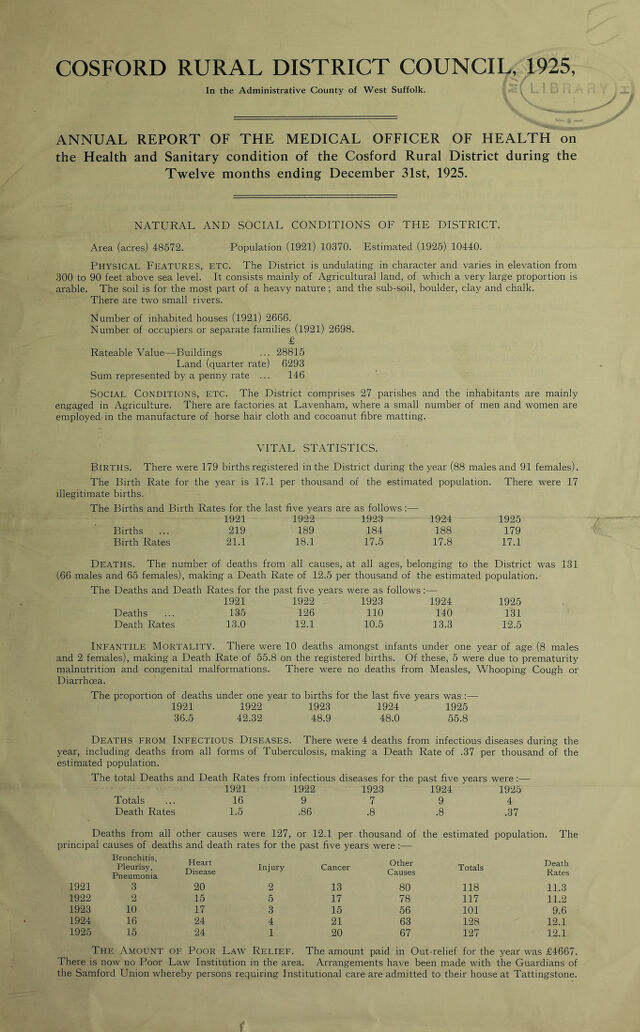 COSFORD RURAL DISTRICT COUNCIL, 1925,
In the Administrative County of West Suffolk.
LIBRARY
ANNUAL REPORT OF THE MEDICAL OFFICER OF HEALTH on
the Health and Sanitary condition of the Cosford Rural District during the
Twelve months ending December 31st, 1925.
NATURAL AND SOCIAL CONDITIONS OF THE DISTRICT.
Area (acres) 48572. Population (1921) 10370. Estimated (1925) 10440.
PHYSICAL FEATURES, ETC. The District is undulating in character and varies in elevation from
300 to 90 feet above sea level. It consists mainly of Agricultural land, of which a very large proportion is
arable. The soil is for the most part of a heavy nature; and the sub-soil, boulder, clay and chalk.
There are two small rivers.
Number of inhabited houses (1921) 2666.
Number of occupiers or separate families (1921) 2698.
£
Rateable Value—Buildings ... 28815
Land (quarter rate) 6293
Sum represented by a penny rate ... 146
SOCIAL CONDITIONS, ETC. The District comprises 27 parishes and the inhabitants are mainly
engaged in Agriculture. There are factories at Lavenham, where a small number of men and women are
employed in the manufacture of horse hair cloth and cocoanut fibre matting.
VITAL STATISTICS.
BIRTHS. There were 179 births registered in the District during the year (88 males and 91 females).
The Birth Rate for the year is 17.1 per thousand of the estimated population. There were 17
illegitimate births.
The Births and Birth Rates for the last five years are as follows:—
1921 1922 1923 1924 1925
Births ... 219 189 184 188 179
Birth Rates 21.1 18.1 17.5 17.8 17.1
DEATHS. The number of deaths from all causes, at all ages, belonging to the District was 131
(66 males and 65 females), making a Death Rate of 12.5 per thousand of the estimated population.
The Deaths and Death Rates for the past five years were as follows:—
1921 1922 1923 1924 1925
Deaths ... 135 126 110 140 131
Death Rates 13.0 12.1 10.5 13.3 12.5
INFANTILE MORTALITY. There were 10 deaths amongst infants under one year of age (8 males
and 2 females), making a Death Rate of 55.8 on the registered births. Of these, 5 were due to prematurity
malnutrition and congenital malformations. There were no deaths from Measles, Whooping Cough or
Diarrhœa.
The proportion of deaths under one year to births for the last five years was:—
1921 1922 1923 1924 1925
36.5 42.32 48.9 48.0 55.8
DEATHS FROM INFECTIOUS DISEASES. There were 4 deaths from infectious diseases during the
year, including deaths from all forms of Tuberculosis, making a Death Rate of .37 per thousand of the
estimated population.
The total Deaths and Death Rates from infectious diseases for the past five years were:—
1921 1922 1923 1924 1925
Totals ... 16 9 7 9 4
Death Rates 1.5 .86 .8 .8 .37
Deaths from all other causes were 127, or 12.1 per thousand of the estimated population. The
principal causes of deaths and death rates for the past five years were:—
Bronchitis, Pleurisy, Pneumonia Heart Disease Injury Cancer Other Causes Totals Death Rates
1921 3 20 2 13 80 118 11.3
1922 2 15 5 17 78 117 11.2
1923 10 17 3 15 56 101 9.6
1924 16 24 4 21 63 128 12.1
1925 15 24 1 20 67 127 12.1
THE AMOUNT OF POOR LAW RELIEF. The amount paid in Out-relief for the year was £4667.
There is now no Poor Law Institution in the area. Arrangements have been made with the Guardians of
the Samford Union whereby persons requiring Institutional care are admitted to their house at Tattingstone.